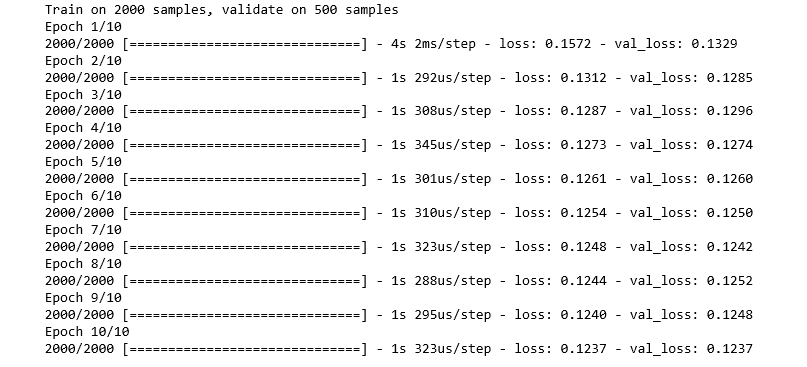 Train on 2000 samples, validate on 500 samples
Epoch 1/10
2000/2000 [==============================] - 4s 2ms/step - loss: 0.1572 - val_loss: 0.1329
Epoch 2/10
2000/2000 [==============================] - 1s 292us/step - loss: 0.1312 - val_loss: 0.1285
Epoch 3/10
2000/2000 [==============================] - 1s 308us/step - loss: 0.1287 - val_loss: 0.1296
Epoch 4/10
2000/2000 [==============================] - 1s 345us/step - loss: 0.1273 - val_loss: 0.1274
Epoch 5/10
2000/2000 [==============================] - 1s 301us/step - loss: 0.1261 - val_loss: 0.1260
Epoch 6/10
2000/2000 [==============================] - 1s 310us/step - loss: 0.1254 - val_loss: 0.1250
Epoch 7/10
2000/2000 [==============================] - 1s 323us/step - loss: 0.1248 - val_loss: 0.1242
Epoch 8/10
2000/2000 [==============================] - 1s 288us/step - loss: 0.1244 - val_loss: 0.1252
Epoch 9/10
2000/2000 [==============================] - 1s 295us/step - loss: 0.1240 - val_loss: 0.1248
Epoch 10/10
2000/2000 [==============================] - 1s 323us/step - loss: 0.1237 - val_loss: 0.1237